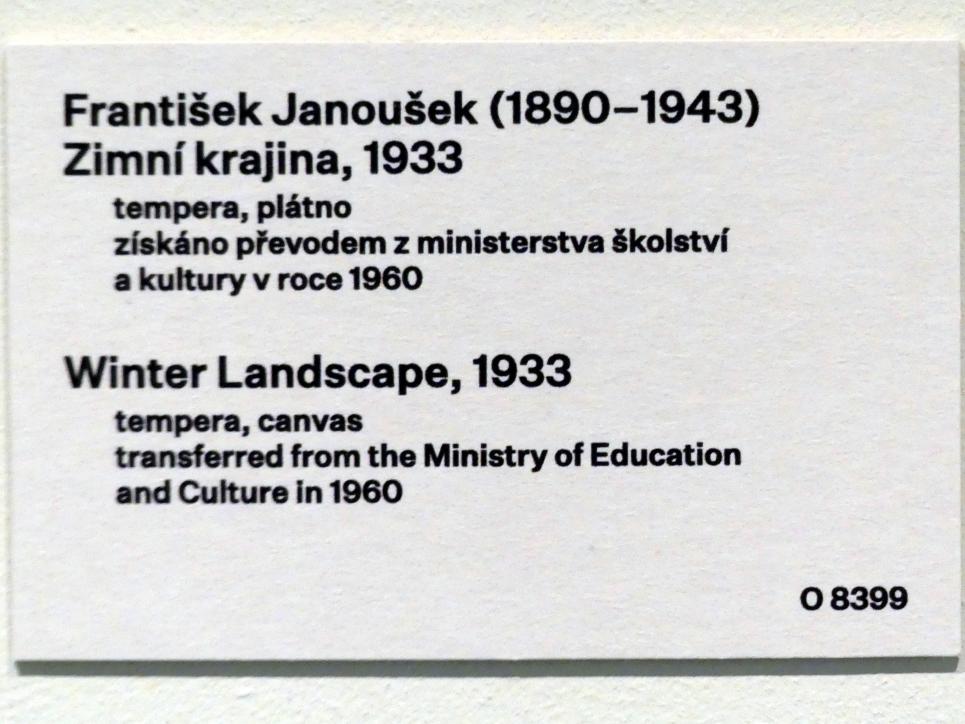 František Janoušek (1890–1943)
Zimní krajina, 1933
tempera, plátno
získáno převodem z ministerstva školství
a kultury v roce 1960
Winter Landscape, 1933
tempera, canvas
transferred from the Ministry of Education
and Culture in 1960
O 8399